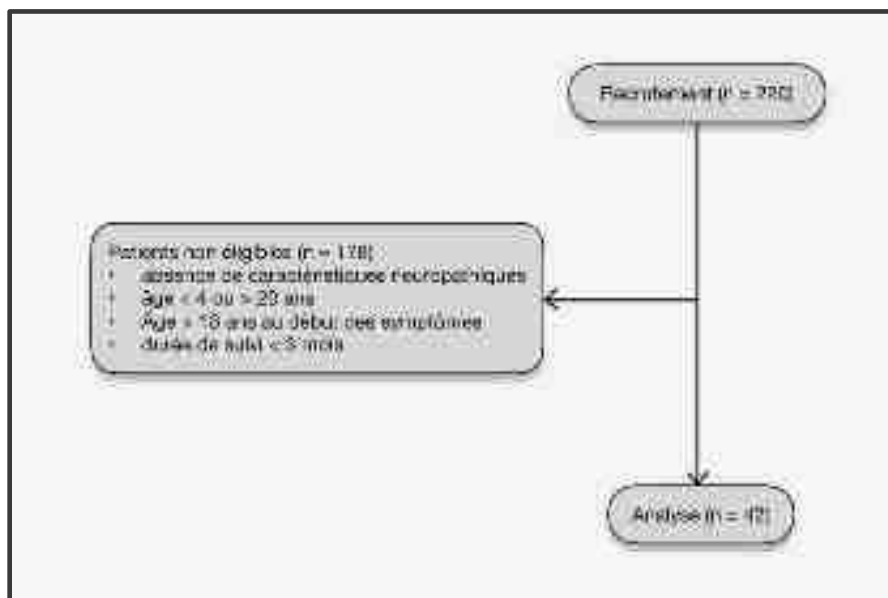 Recrutement (n = 220)
Patients non éligibles (n = 178)
• absence de caractéristiques neuropathiques
• âge < 4 ou > ans
• Âge > 18 ans au début des symptômes
• durée de suivi < 3 mois
Analyse (n = 42)